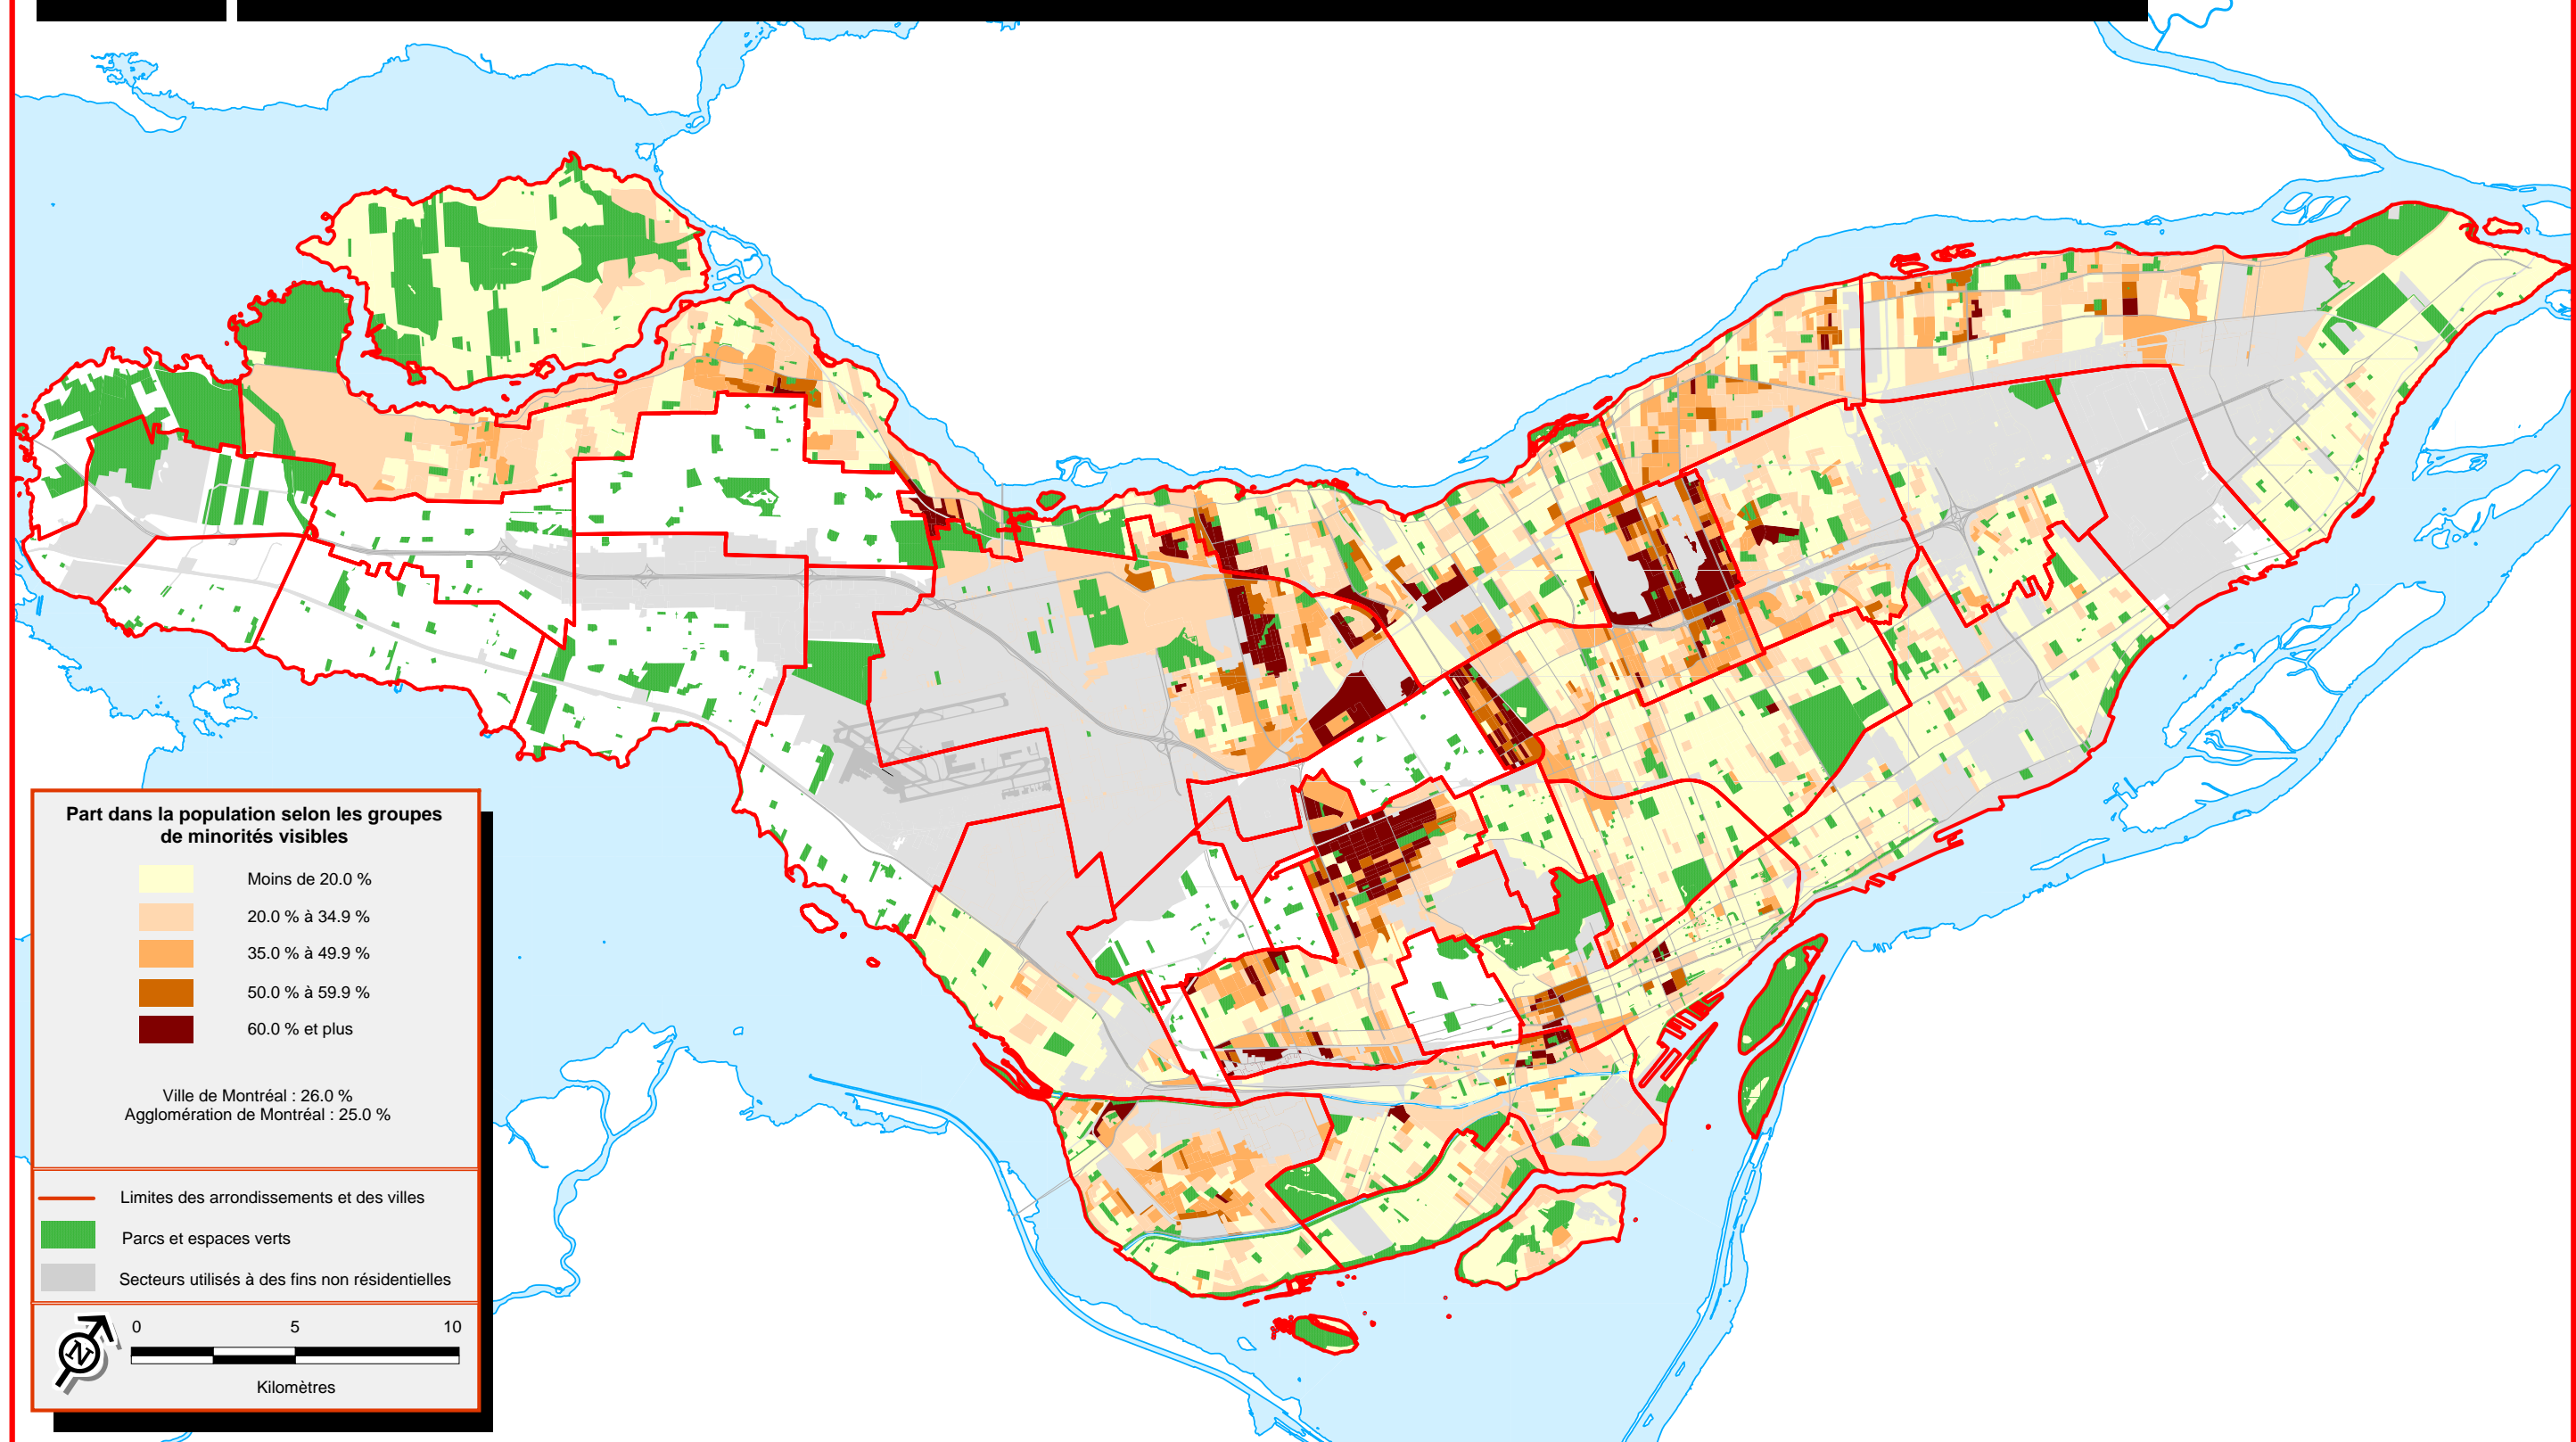 Part dans la population selon les groupes
de minorités visibles
Moins de 20.0 %
20.0 % à 34.9 %
35.0 % à 49.9 %
50.0 % à 59.9 %
60.0 % et plus
Ville de Montréal : 26.0 %
Agglomération de Montréal : 25.0 %
Limites des arrondissements et des villes
Parcs et espaces verts
Secteurs utilisés à des fins non résidentielles
N
0 5 10
Kilomètres